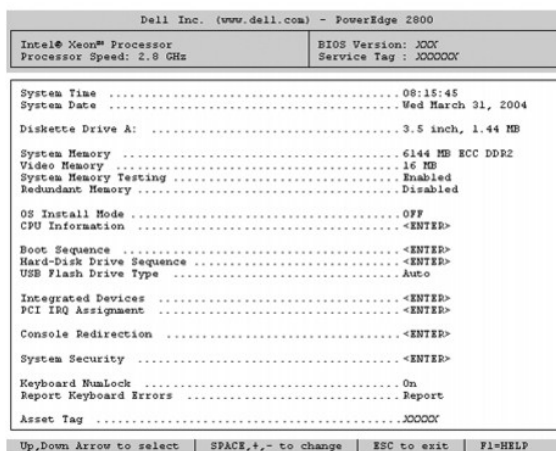 Dell Inc. (www.dell.com) - PowerEdge 2800
Intel® Xeon™ Processor
Processor Speed: 2.8 GHz
BIOS Version: XXX
Service Tag : XXXXXX
System Time ........................................ 08:15:45
System Date ........................................ Wed March 31, 2004
Diskette Drive A: .................................. 3.5 inch, 1.44 MB
System Memory ...................................... 6144 MB ECC DDR2
Video Memory ....................................... 16 MB
System Memory Testing .............................. Enabled
Redundant Memory ................................... Disabled
OS Install Mode .................................... OFF
CPU Information .................................... <ENTER>
Boot Sequence ...................................... <ENTER>
Hard-Disk Drive Sequence ........................... <ENTER>
USB Flash Drive Type ............................... Auto
Integrated Devices ................................. <ENTER>
PCI IRQ Assignment ................................. <ENTER>
Console Redirection ................................ <ENTER>
System Security .................................... <ENTER>
Keyboard NumLock ................................... On
Report Keyboard Errors ............................. Report
Asset Tag .......................................... XXXXX
Up,Down Arrow to select | SPACE,+,- to change | ESC to exit | F1=HELP